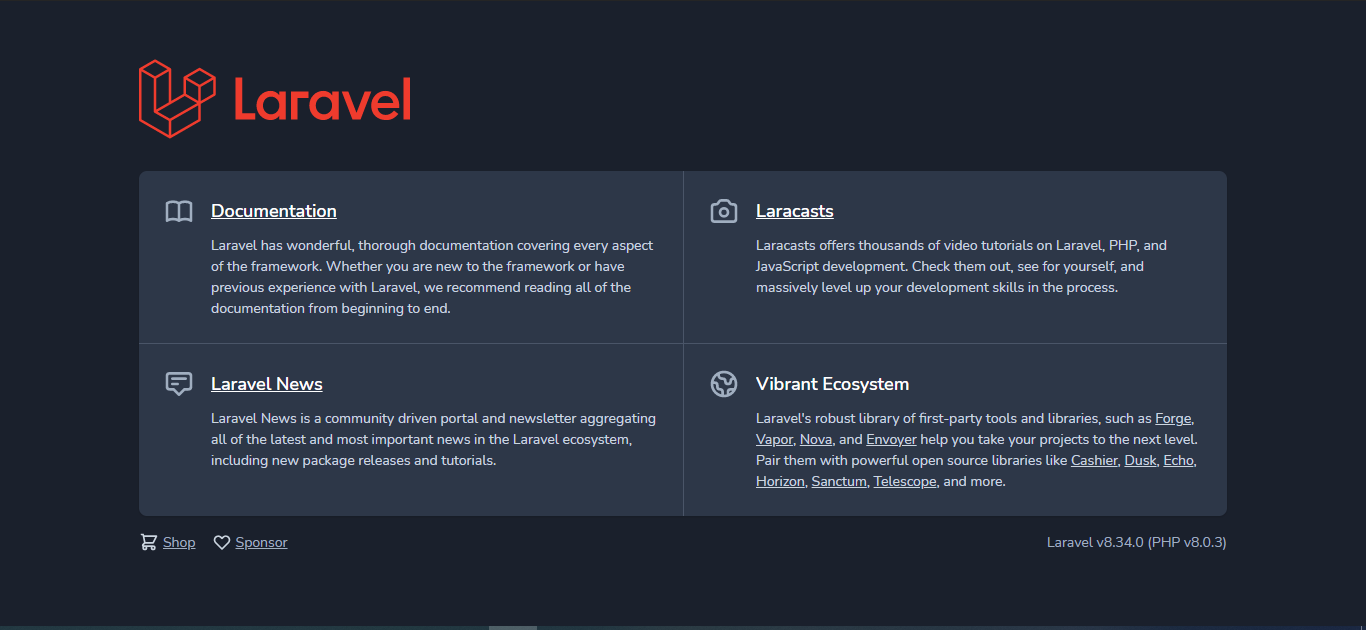 Laravel
Documentation
Laravel has wonderful, thorough documentation covering every aspect
of the framework. Whether you are new to the framework or have
previous experience with Laravel, we recommend reading all of the
documentation from beginning to end.
Laracasts
Laracasts offers thousands of video tutorials on Laravel, PHP, and
JavaScript development. Check them out, see for yourself, and
massively level up your development skills in the process.
Laravel News
Laravel News is a community driven portal and newsletter aggregating
all of the latest and most important news in the Laravel ecosystem,
including new package releases and tutorials.
Vibrant Ecosystem
Laravel's robust library of first-party tools and libraries, such as Forge,
Vapor, Nova, and Envoyer help you take your projects to the next level.
Pair them with powerful open source libraries like Cashier, Dusk, Echo,
Horizon, Sanctum, Telescope, and more.
Shop
Sponsor
Laravel v8.34.0 (PHP v8.0.3)